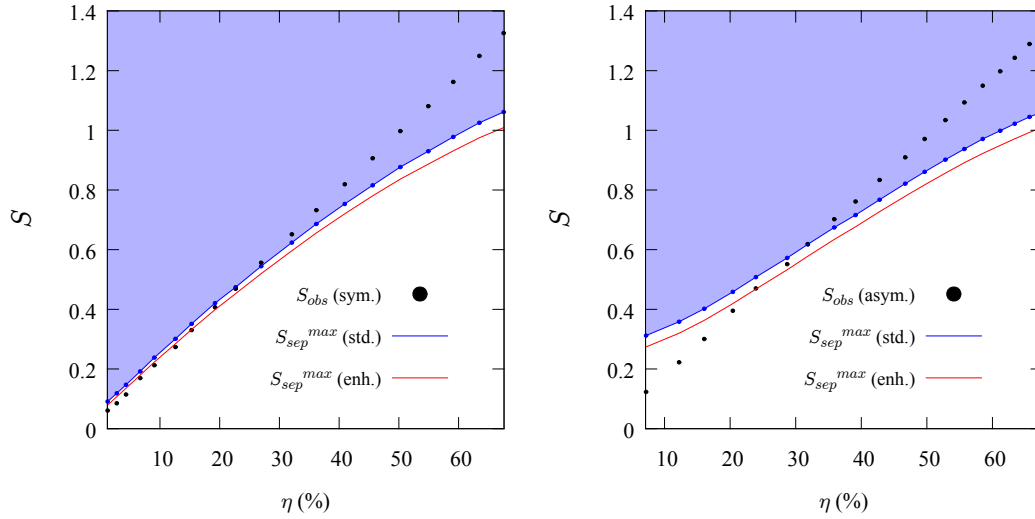 1.4
1.2
1
0.8
0.6
0.4
0.2
0
S
10 20 30 40 50 60
η (%)
S_obs (sym.)
S_sep^max (std.)
S_sep^max (enh.)
1.4
1.2
1
0.8
0.6
0.4
0.2
0
S
10 20 30 40 50 60
η (%)
S_obs (asym.)
S_sep^max (std.)
S_sep^max (enh.)